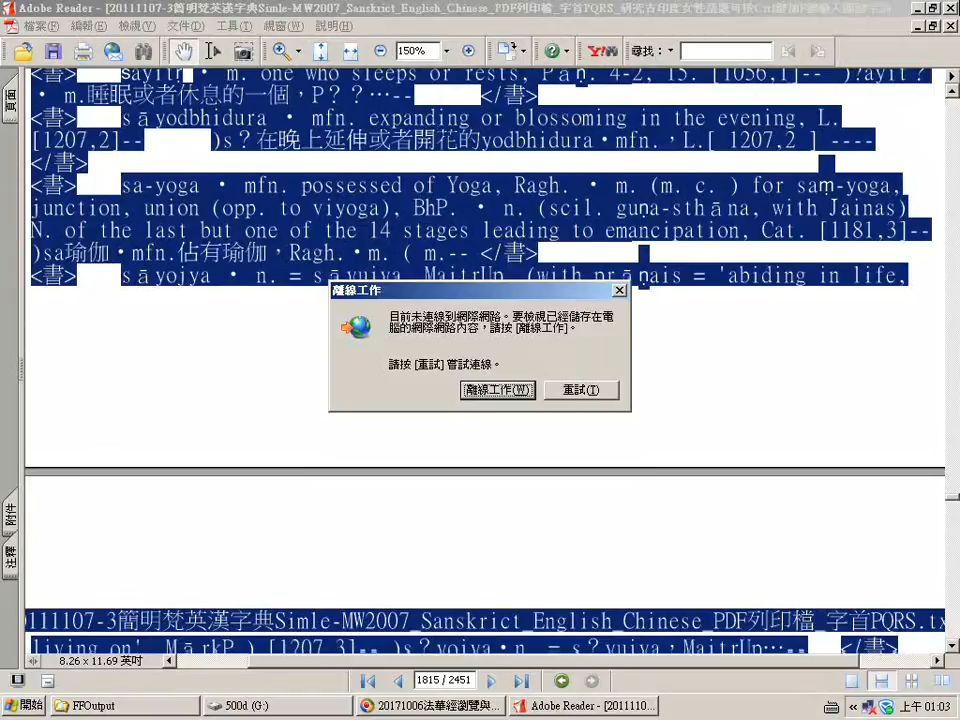 Adobe Reader - [20111107-3簡明梵英漢字典Simle-MW2007_Sanskrict_English_Chinese_PDF列印檔_字首PQRS_研究古印度女性
檔案(F) 編輯(E) 檢視(V) 文件(D) 工具(T) 視窗(W) 說明(H)
150% 尋找：
頁面
<書> sayitṛ • m. one who sleeps or rests, Pāṇ. 4-2, 15. [1056,1]-- )?ayit?
• m.睡眠或者休息的一個，P??…-- </書>
<書> sāyodbhidura • mfn. expanding or blossoming in the evening, L.
[1207,2]-- )s？在晚上延伸或者開花的yodbhidura•mfn.，L.[ 1207,2 ] ----
</書>
<書> sa-yoga • mfn. possessed of Yoga, Ragh. • m. (m. c. ) for saṃ-yoga,
junction, union (opp. to viyoga), BhP. • n. (scil. guṇa-sthāna, with Jainas)
N. of the last but one of the 14 stages leading to emancipation, Cat. [1181,3]--
)sa瑜伽•mfn.佔有瑜伽，Ragh.•m. ( m.-- </書>
<書> sāyojya • n. = sāyujya, MaitrUp. (with prāṇais = 'abiding in life,
離線工作
目前未連線到網際網路。要檢視已經儲存在電
腦的網際網路內容，請按 [離線工作]。
請按 [重試] 嘗試連線。
離線工作(W) 重試(T)
附件
註釋
)111107-3簡明梵英漢字典Simle-MW2007_Sanskrict_English_Chinese_PDF列印檔_字首PQRS.tx
living on', MārkP.) [1207,3]-- )s？yojya•n. = s？yujya, MaitrUp…-- </書>
8.26 x 11.69 英吋
1815 / 2451
開始 FFOutput 500d (G:) 20171006法華經瀏覽與... Adobe Reader - [2011110... 上午 01:03